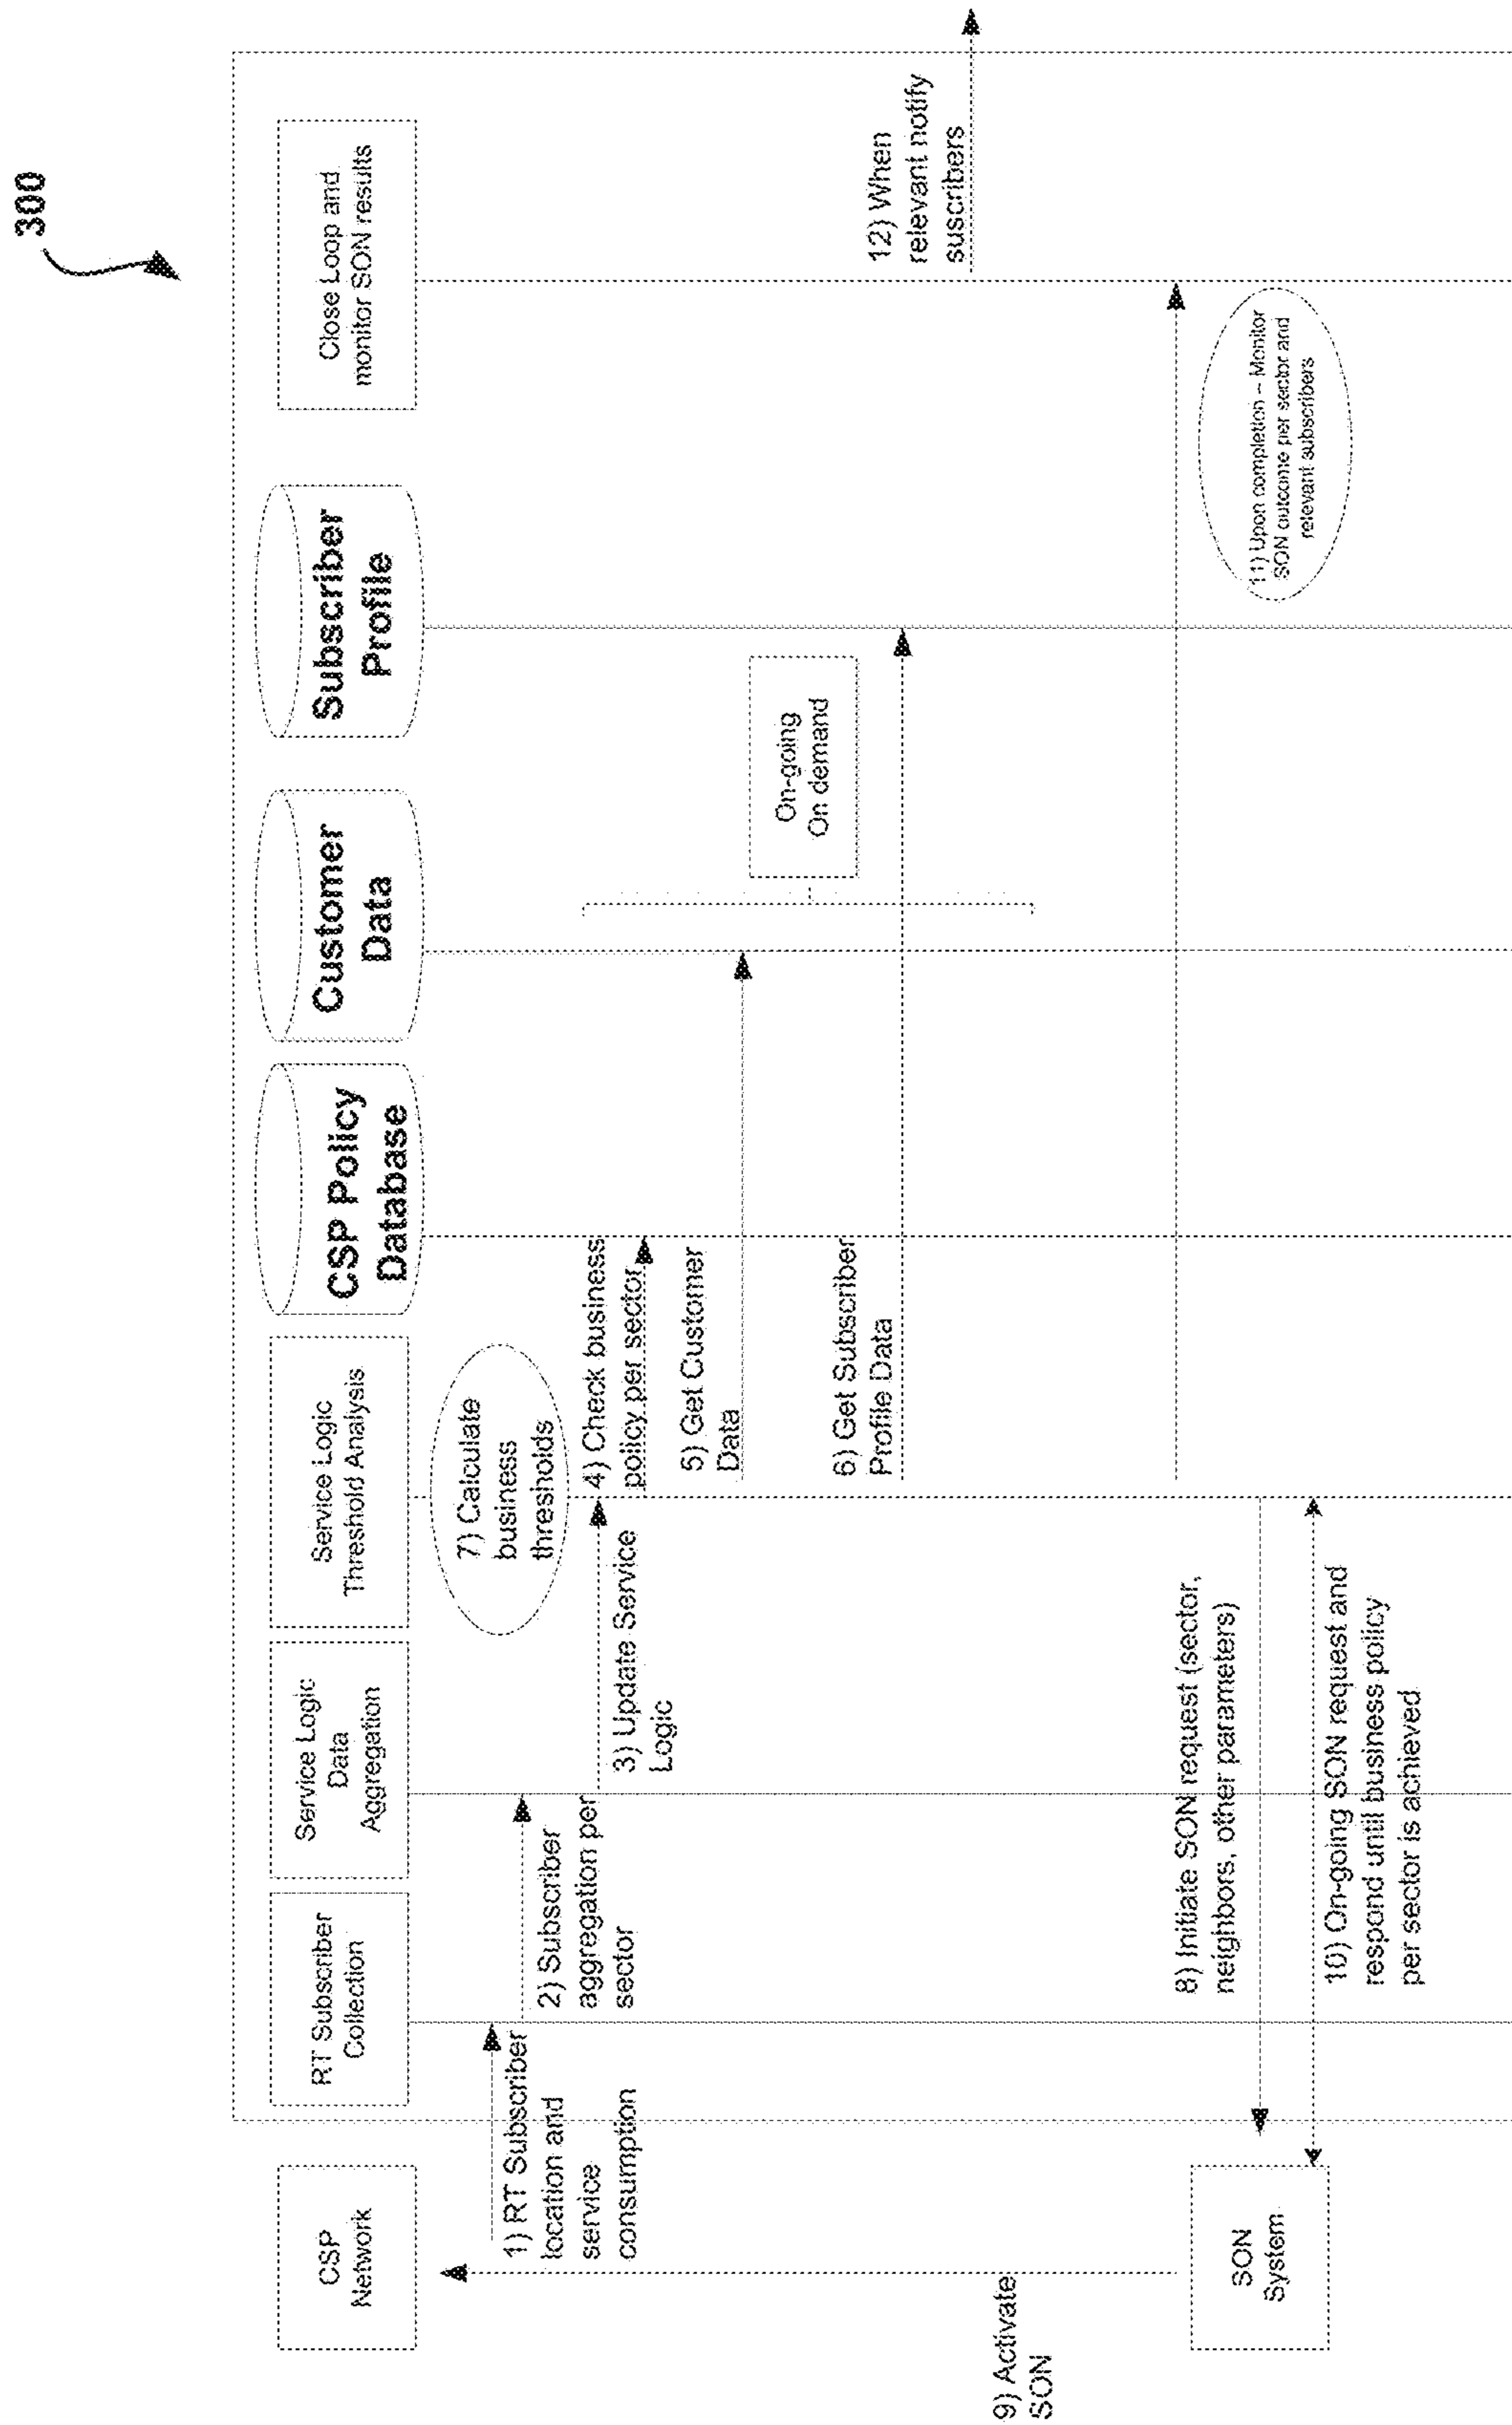 300
CSP
Network
RT Subscriber
Collection
Service Logic
Data
Aggregation
Service Logic
Threshold Analysis
CSP Policy
Database
Customer
Data
Subscriber
Profile
Close Loop and
monitor SON results
1) RT Subscriber
location and
service
consumption
2) Subscriber
aggregation per
sector
3) Update Service
Logic
7) Calculate
business
thresholds
4) Check business
policy per sector
5) Get Customer
Data
On-going
On demand
6) Get Subscriber
Profile Data
12) When
relevant notify
suscribers
9) Activate
SON
SON
System
8) Initiate SON request (sector,
neighbors, other parameters)
11) Upon completion – Monitor
SON outcome per sector and
relevant subscribers
10) On-going SON request and
respond until business policy
per sector is achieved